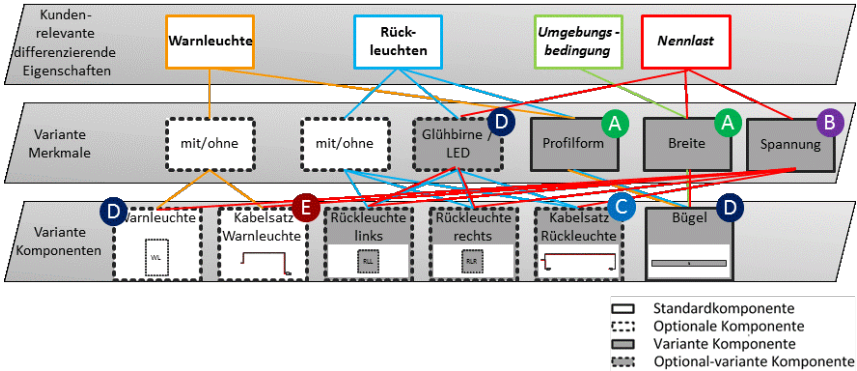 Kunden-
relevante
differenzierende
Eigenschaften
Warnleuchte
Rück-
leuchten
Umgebungs-
bedingung
Nennlast
Variante
Merkmale
mit/ohne
mit/ohne
Glühbirne /
LED
D
Profilform
A
Breite
A
Spannung
B
Variante
Komponenten
D
Warnleuchte
WL
Kabelsatz
Warnleuchte
E
Rückleuchte
links
RLL
Rückleuchte
rechts
RLR
Kabelsatz
Rückleuchte
C
Bügel
D
Standardkomponente
Optionale Komponente
Variante Komponente
Optional-variante Komponente